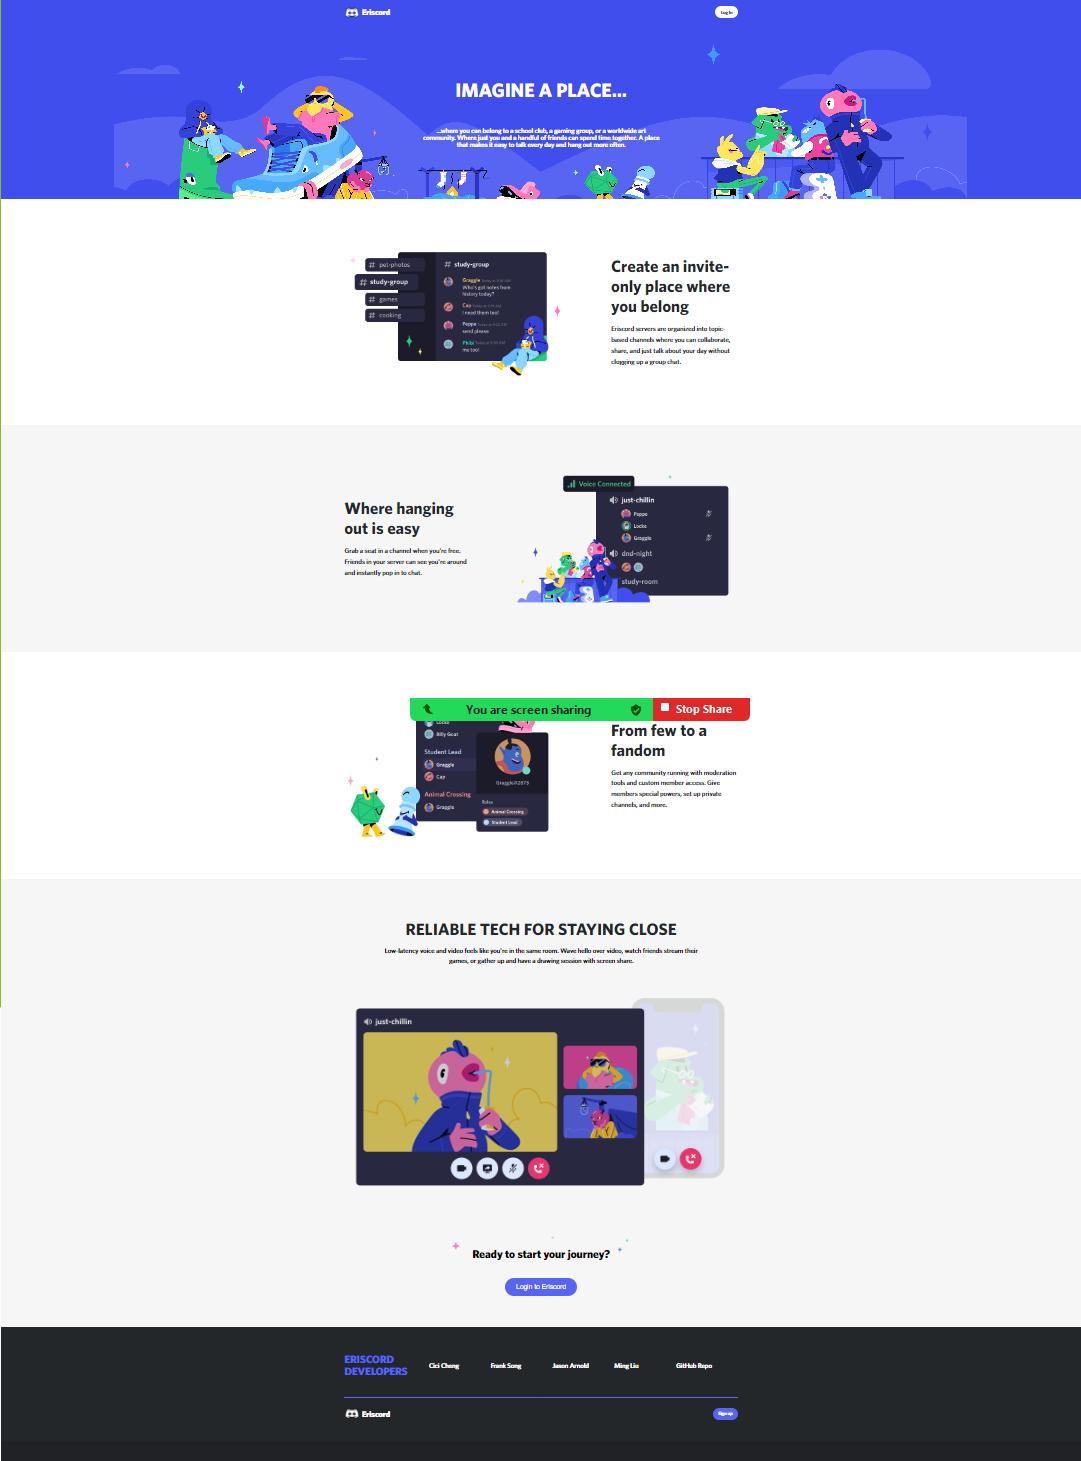 Eriscord
Log In
IMAGINE A PLACE...
...where you can belong to a school club, a gaming group, or a worldwide art
community. Where just you and a handful of friends can spend time together. A place
that makes it easy to talk every day and hang out more often.
# pet-photos
# study-group
# games
# cooking
# study-group
Graggle
Who's got notes from
history today?
Cap
I need them too!
Peppe
send please
Phibi
me too!
Create an invite-
only place where
you belong
Eriscord servers are organized into topic-
based channels where you can collaborate,
share, and just talk about your day without
clogging up a group chat.
Where hanging
out is easy
Grab a seat in a channel when you're free.
Friends in your server can see you're around
and instantly pop in to chat.
Voice Connected
just-chillin
Peppe
Locke
Graggle
dnd-night
study-room
You are screen sharing
Stop Share
Locke
Billy Goat
Student Lead
Graggle
Cap
Animal Crossing
Graggle
Graggle#2875
Roles
Animal Crossing
Student Lead
From few to a
fandom
Get any community running with moderation
tools and custom member access. Give
members special powers, set up private
channels, and more.
RELIABLE TECH FOR STAYING CLOSE
Low-latency voice and video feels like you're in the same room. Wave hello over video, watch friends stream their
games, or gather up and have a drawing session with screen share.
just-chillin
Ready to start your journey?
Login to Eriscord
ERISCORD
DEVELOPERS
Cici Cheng
Frank Song
Jason Arnold
Ming Liu
GitHub Repo
Eriscord
Sign up